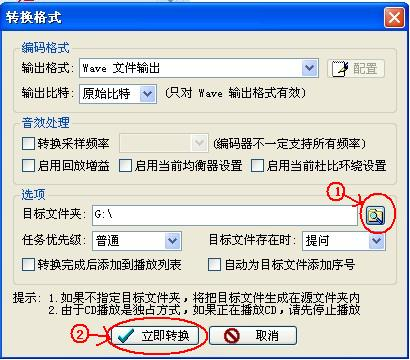 转换格式
编码格式
输出格式: Wave 文件输出 配置
输出比特: 原始比特 (只对 Wave 输出格式有效)
音效处理
转换采样频率 (编码器不一定支持所有频率)
启用回放增益 启用当前均衡器设置 启用当前杜比环绕设置
①
选项
目标文件夹: G:\
任务优先级: 普通 目标文件存在时: 提问
转换完成后添加到播放列表 自动为目标文件添加序号
提示: 1.如果不指定目标文件夹，将把目标文件生成在源文件夹内
2.由于CD播放是独占方式，如果正在播放CD，请先停止播放
② 立即转换 取消